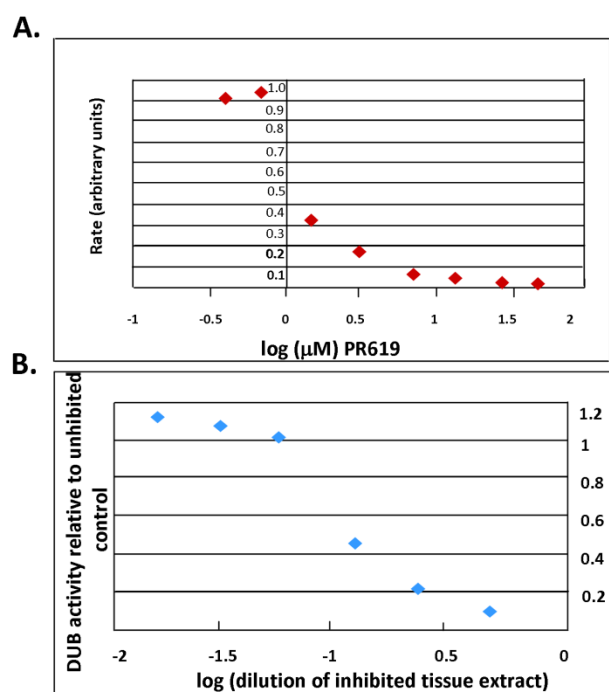 A.
Rate (arbitrary units)
1.0
0.9
0.8
0.7
0.6
0.5
0.4
0.3
0.2
0.1
-1 -0.5 0 0.5 1 1.5 2
log (µM) PR619
B.
DUB activity relative to unhibited
control
1.2
1
0.8
0.6
0.4
0.2
-2 -1.5 -1 0.5 0
log (dilution of inhibited tissue extract)